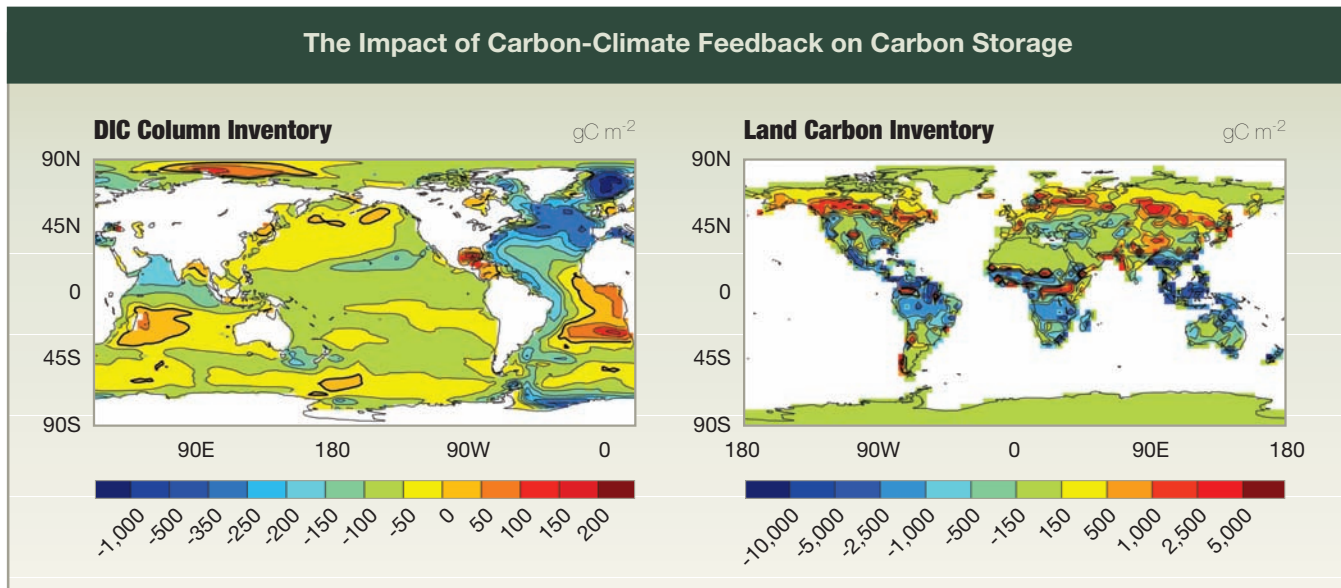 The Impact of Carbon-Climate Feedback on Carbon Storage
DIC Column Inventory gC m-2
90N
45N
0
45S
90S
90E 180 90W 0
-1,000 -500 -350 -250 -200 -150 -100 -50 0 50 100 150 200
Land Carbon Inventory gC m-2
90N
45N
0
45S
90S
180 90W 0 90E 180
-10,000 -5,000 -2,500 -1,000 -500 -150 150 500 1,000 2,500 5,000